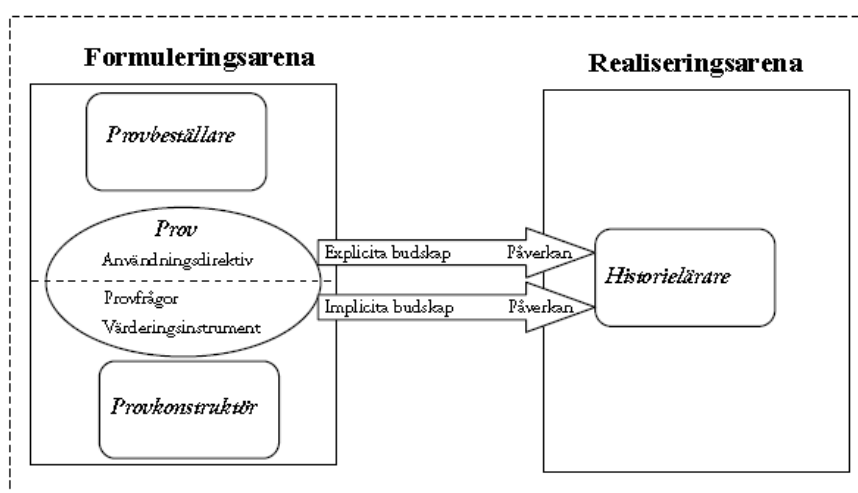 Formuleringsarena
Realiseringsarena
Provbeställare
Prov
Användningsdirektiv
Explicita budskap Påverkan
Historielärare
Provfrågor
Värderingsinstrument
Implicita budskap Påverkan
Provkonstruktör